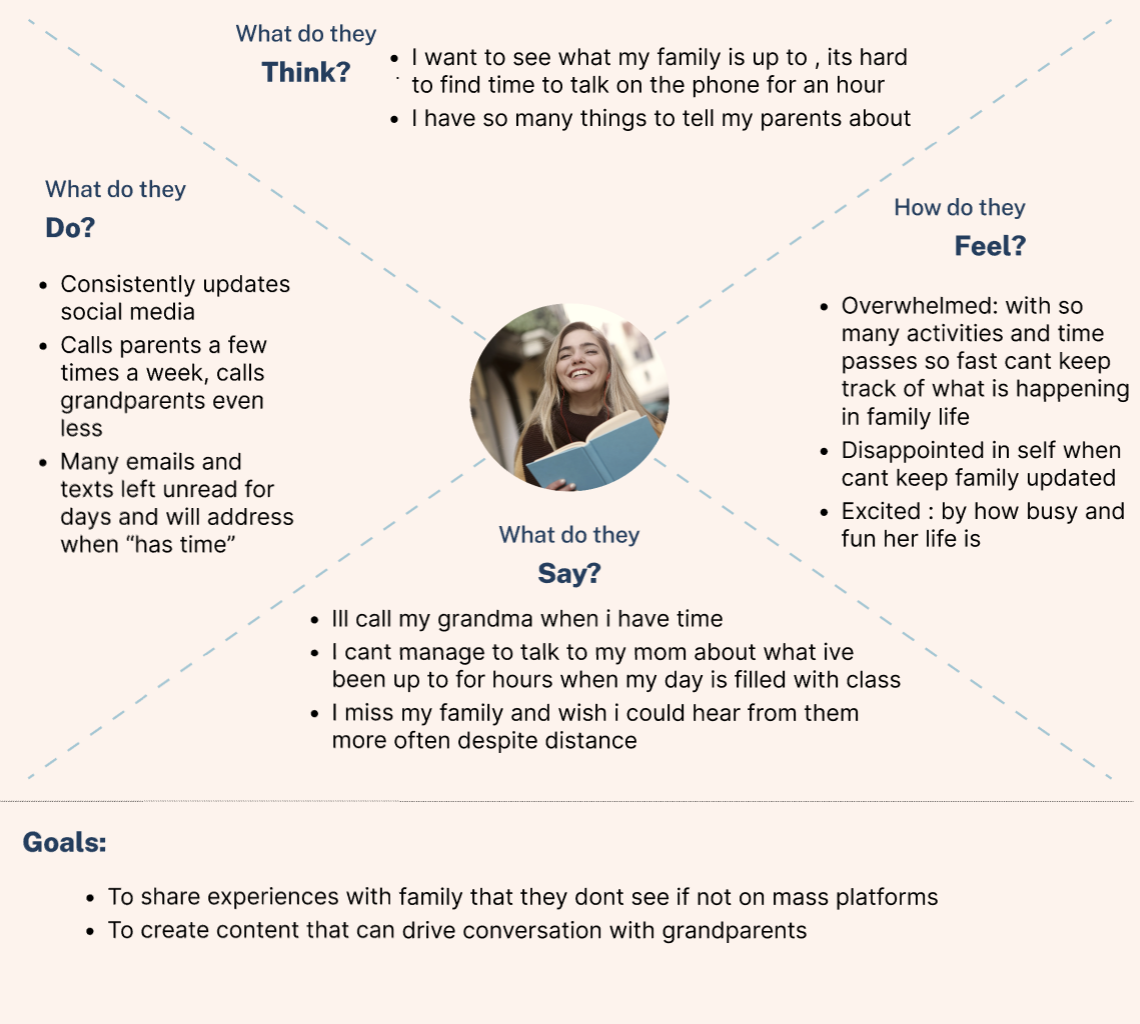 What do they
Think?
• I want to see what my family is up to , its hard
to find time to talk on the phone for an hour
• I have so many things to tell my parents about
What do they
Do?
• Consistently updates
social media
• Calls parents a few
times a week, calls
grandparents even
less
• Many emails and
texts left unread for
days and will address
when “has time”
How do they
Feel?
• Overwhelmed: with so
many activities and time
passes so fast cant keep
track of what is happening
in family life
• Disappointed in self when
cant keep family updated
• Excited : by how busy and
fun her life is
What do they
Say?
• Ill call my grandma when i have time
• I cant manage to talk to my mom about what ive
been up to for hours when my day is filled with class
• I miss my family and wish i could hear from them
more often despite distance
Goals:
• To share experiences with family that they dont see if not on mass platforms
• To create content that can drive conversation with grandparents